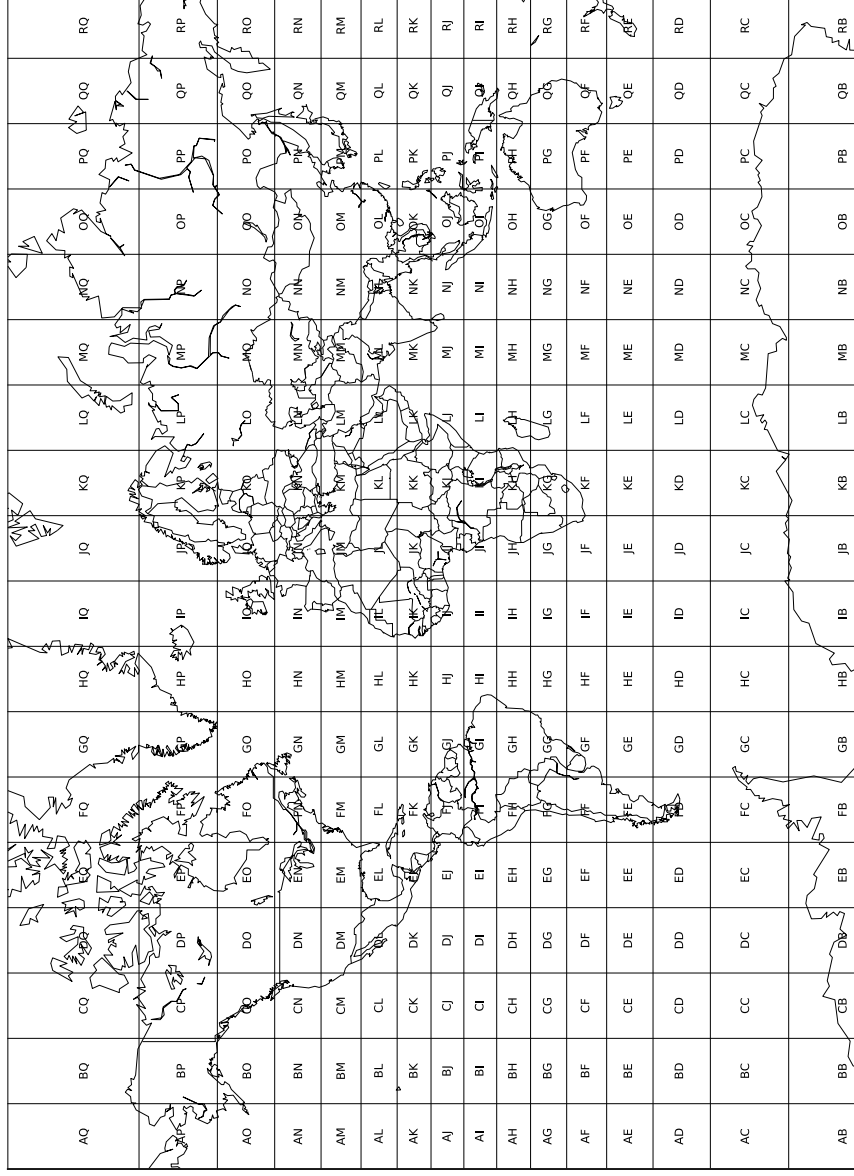 AQ BQ CQ DQ EQ FQ GQ HQ IQ JQ KQ LQ MQ NQ OQ PQ QQ RQ
AP BP CP DP EP FP HP IP JP KP LP MP NP OP PP QP RP
AO BO CO DO EO FO GO HO IO JO KO LO MO NO OO PO QO RO
AN BN CN DN EN FN GN HN IN JN KN LN MN NN ON PN QN RN
AM BM CM DM EM FM GM HM IM JM KM LM MM NM OM PM QM RM
AL BL CL DL EL FL GL HL IL KL LL ML NL OL PL QL RL
AK BK CK DK EK FK GK HK IK JK KK LK MK NK OK PK QK RK
AJ BJ CJ DJ EJ FJ GJ HJ IJ JJ KJ LJ MJ NJ OJ PJ QJ RJ
AI BI CI DI EI GI HI II JI KI LI MI NI OI PI QI RI
AH BH CH DH EH FH GH HH IH JH KH LH MH NH OH PH QH RH
AG BG CG DG EG FG GG HG IG JG KG LG MG NG OG PG QG RG
AF BF CF DF EF FF GF HF IF JF KF LF MF NF OF PF QF RF
AE BE CE DE EE FE GE HE IE JE KE LE ME NE OE PE QE RE
AD BD CD DD ED FD GD HD ID JD KD LD MD ND OD PD QD RD
AC BC CC DC EC FC GC HC IC JC KC LC MC NC OC PC QC RC
AB BB CB DB EB FB GB HB IB JB KB LB MB NB OB PB QB RB